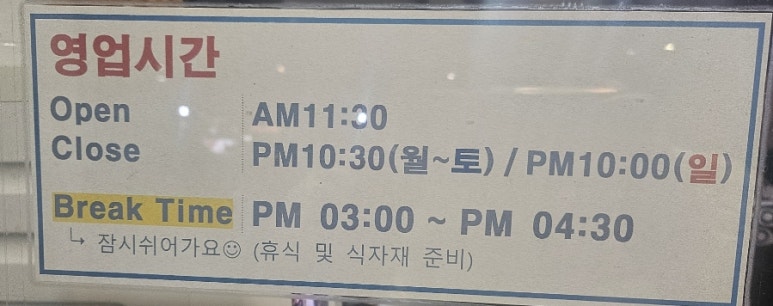 영업시간
Open AM11:30
Close PM10:30(월~토) / PM10:00(일)
Break Time PM 03:00 ~ PM 04:30
↳ 잠시쉬어가요☺ (휴식 및 식자재 준비)